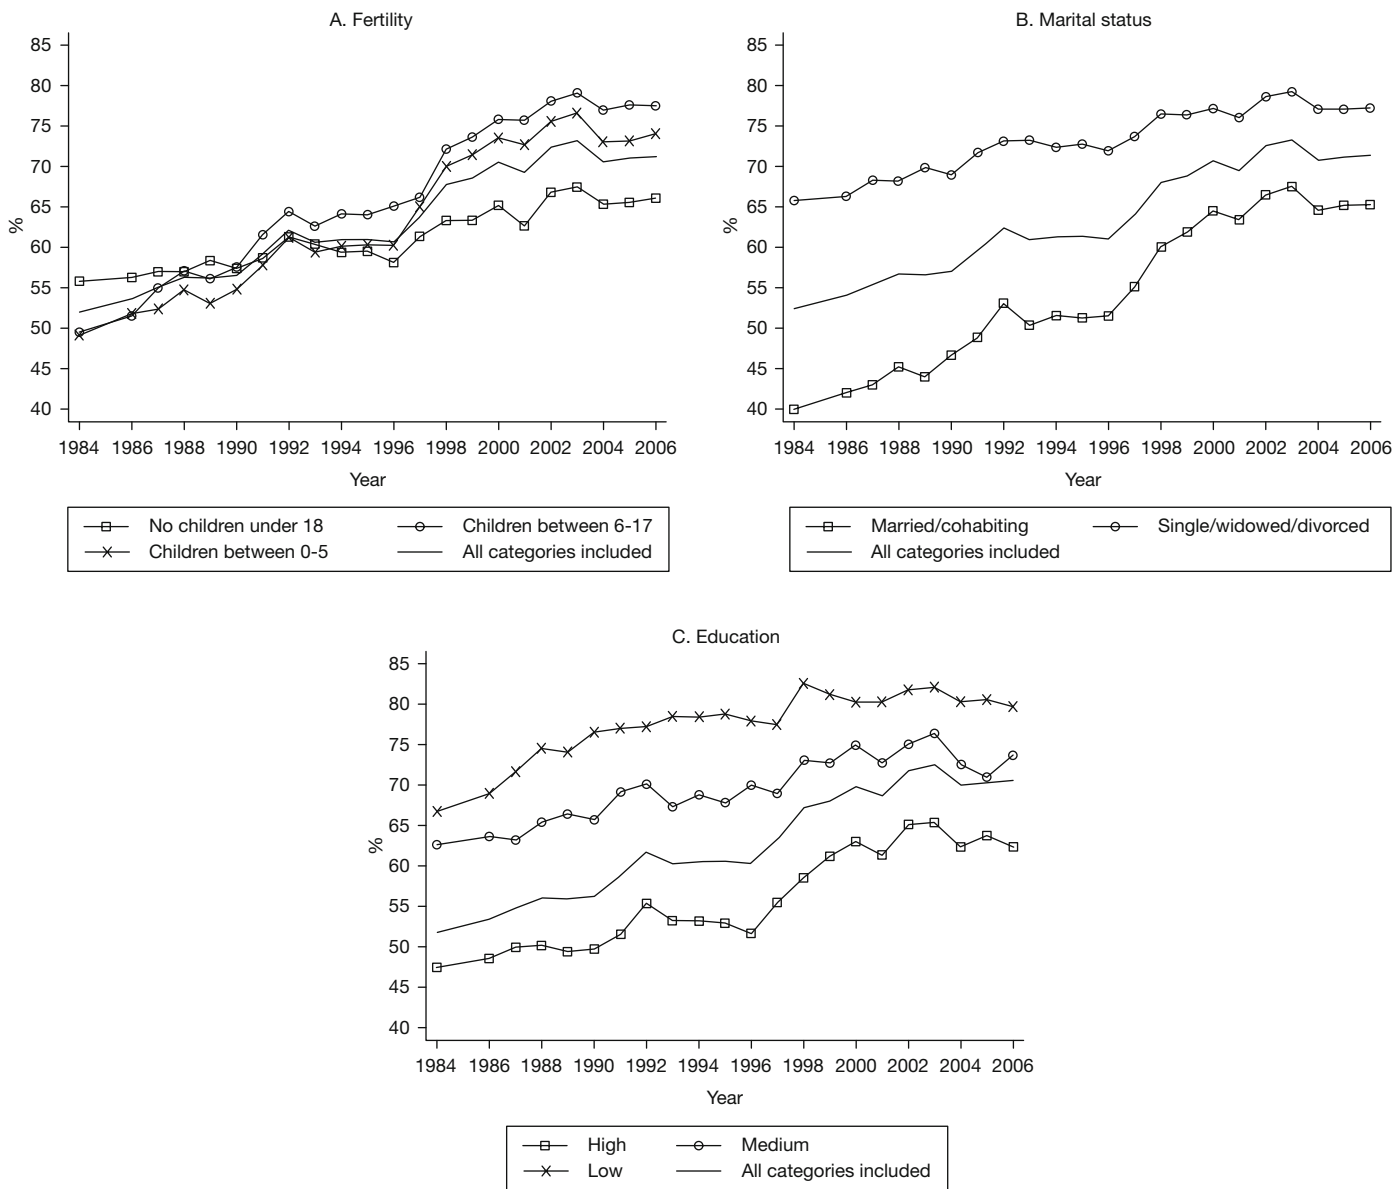 A. Fertility
85
80
75
70
65
60
55
50
45
40
%
1984 1986 1988 1990 1992 1994 1996 1998 2000 2002 2004 2006
Year
No children under 18 Children between 6-17
Children between 0-5 All categories included
B. Marital status
85
80
75
70
65
60
55
50
45
40
%
1984 1986 1988 1990 1992 1994 1996 1998 2000 2002 2004 2006
Year
Married/cohabiting Single/widowed/divorced
All categories included
C. Education
85
80
75
70
65
60
55
50
45
40
%
1984 1986 1988 1990 1992 1994 1996 1998 2000 2002 2004 2006
Year
High Medium
Low All categories included